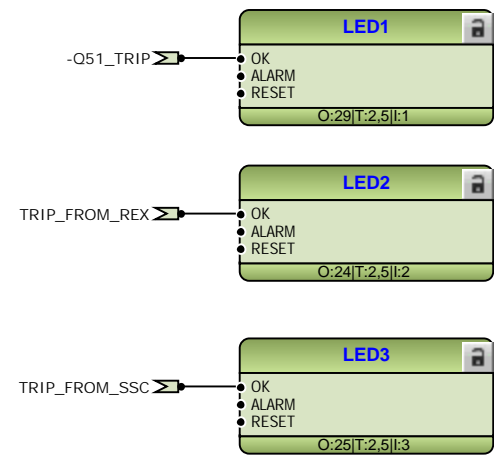 LED1
-Q51_TRIP
OK
ALARM
RESET
O:29|T:2,5|I:1
LED2
TRIP_FROM_REX
OK
ALARM
RESET
O:24|T:2,5|I:2
LED3
TRIP_FROM_SSC
OK
ALARM
RESET
O:25|T:2,5|I:3